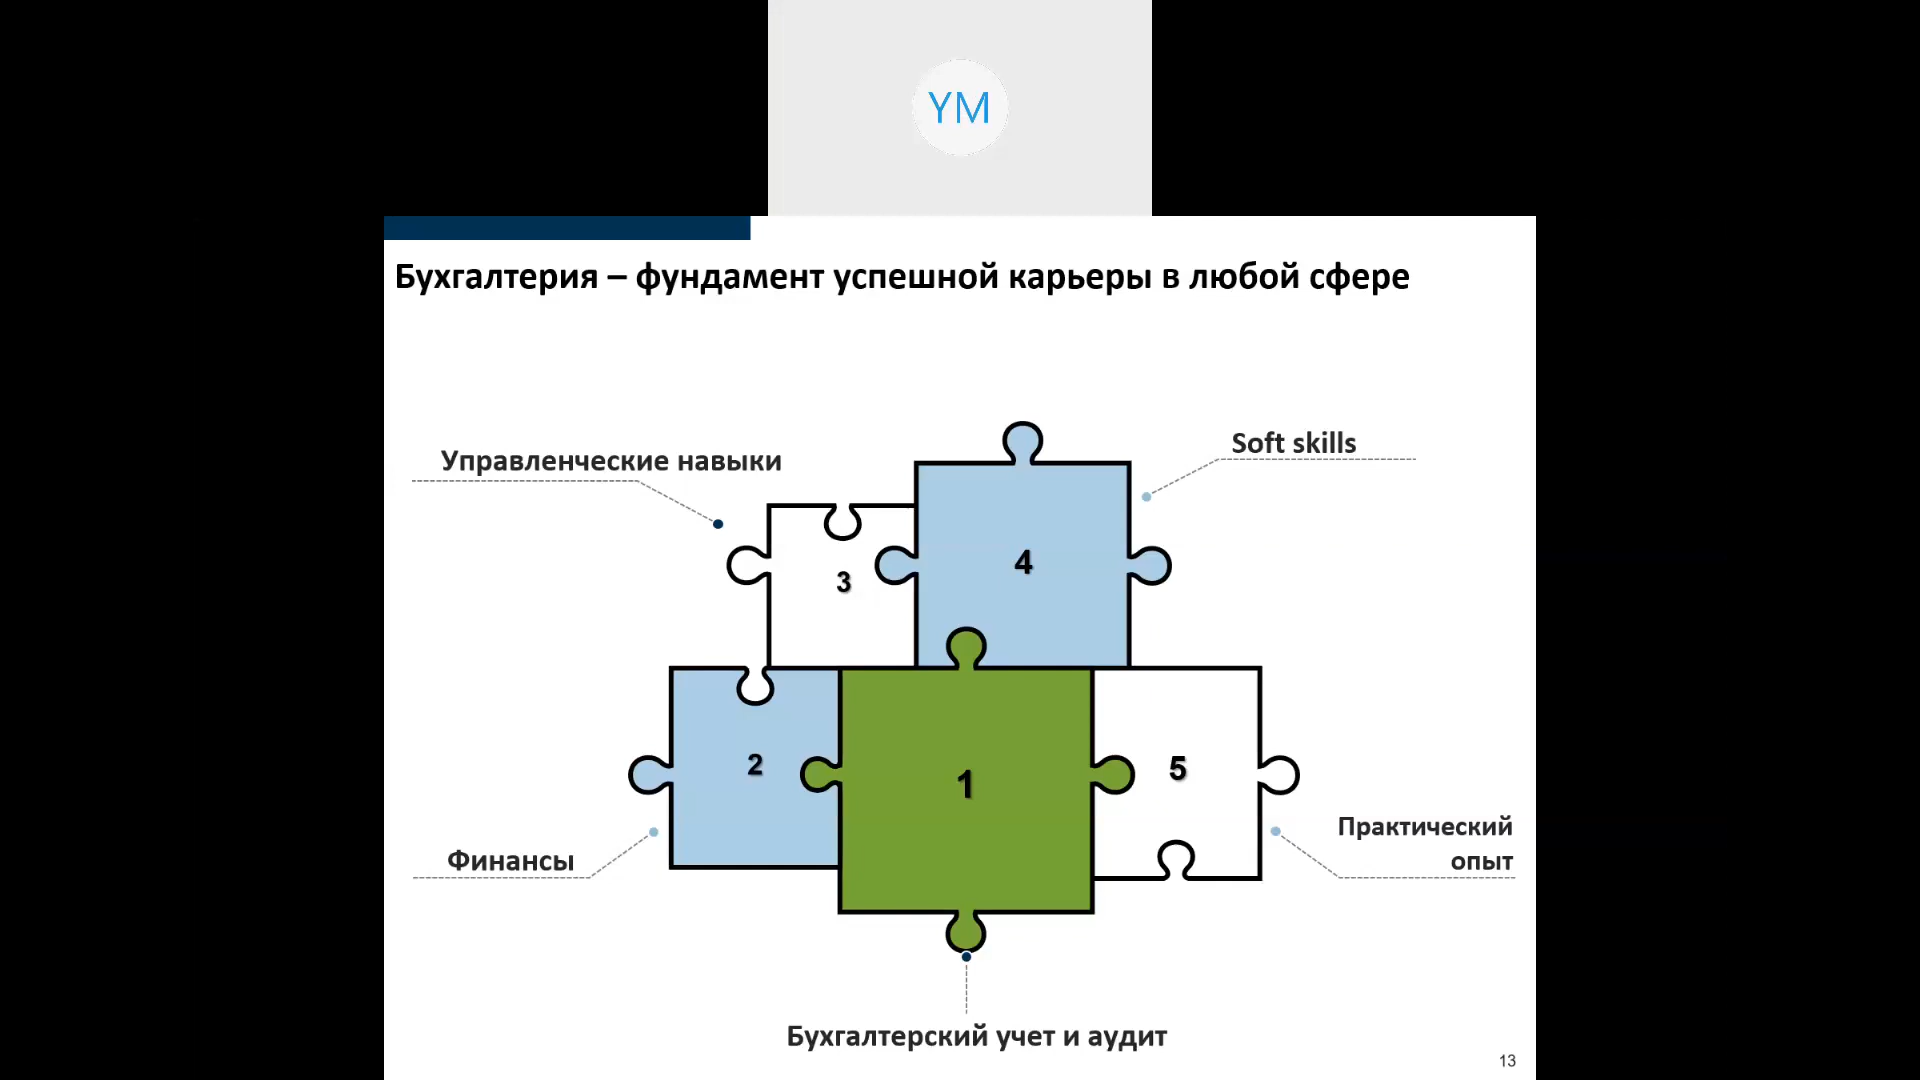 YM
Бухгалтерия – фундамент успешной карьеры в любой сфере
Управленческие навыки
Soft skills
4
3
2
1
5
Финансы
Практический
опыт
Бухгалтерский учет и аудит
13